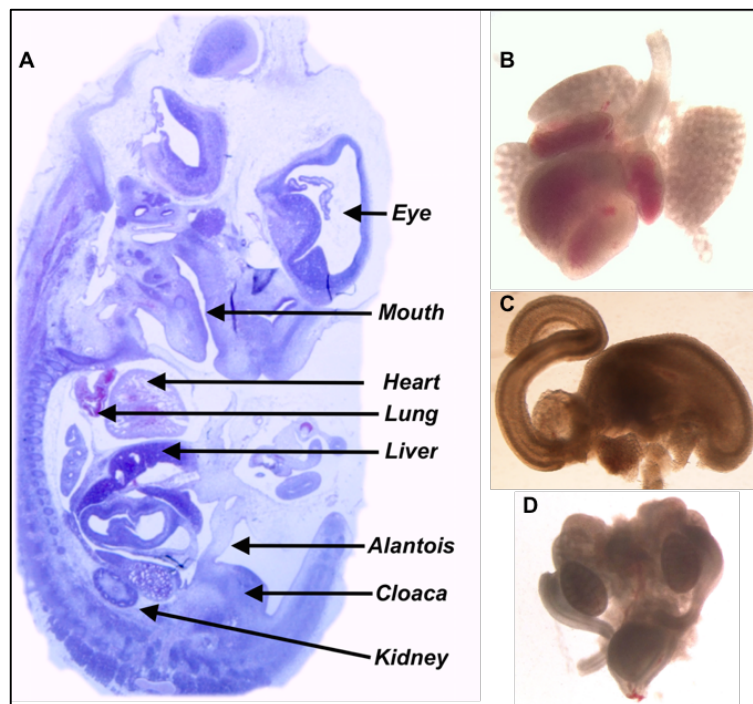 A
Eye
Mouth
Heart
Lung
Liver
Alantois
Cloaca
Kidney
B
C
D